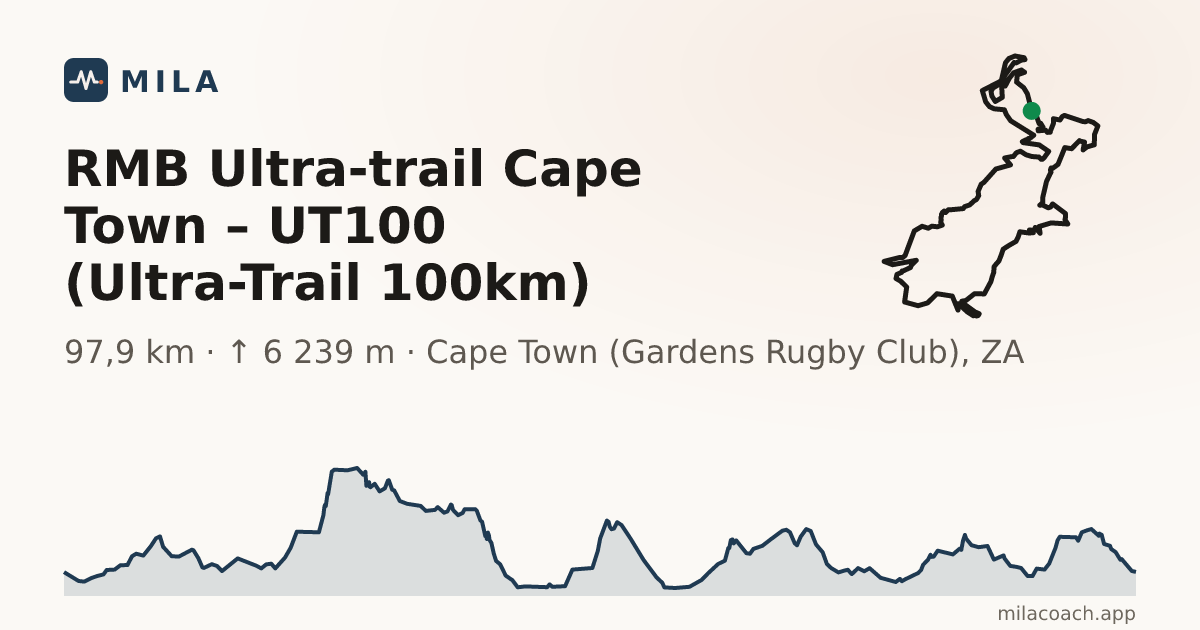 MILA
RMB Ultra-trail Cape
Town – UT100
(Ultra-Trail 100km)
97,9 km · ↑ 6 239 m · Cape Town (Gardens Rugby Club), ZA
milacoach.app